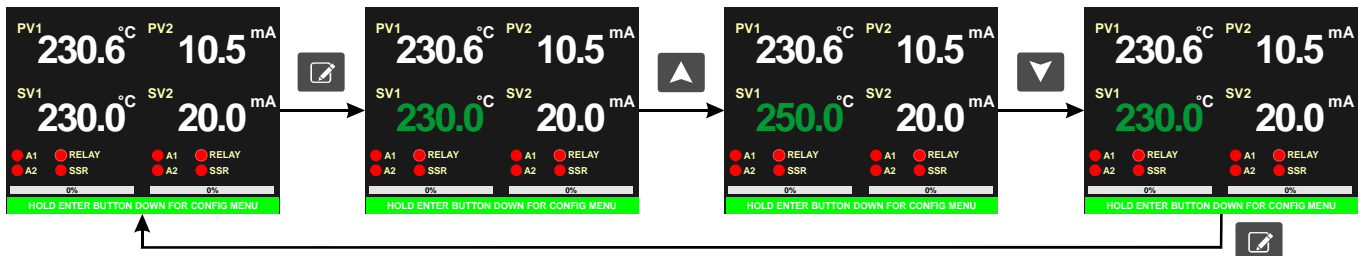 PV1 230.6 °C PV2 10.5 mA
SV1 230.0 °C SV2 20.0 mA
A1 RELAY A1 RELAY
A2 SSR A2 SSR
0% 0%
HOLD ENTER BUTTON DOWN FOR CONFIG MENU
PV1 230.6 °C PV2 10.5 mA
SV1 230.0 °C SV2 20.0 mA
A1 RELAY A1 RELAY
A2 SSR A2 SSR
0% 0%
HOLD ENTER BUTTON DOWN FOR CONFIG MENU
PV1 230.6 °C PV2 10.5 mA
SV1 250.0 °C SV2 20.0 mA
A1 RELAY A1 RELAY
A2 SSR A2 SSR
0% 0%
HOLD ENTER BUTTON DOWN FOR CONFIG MENU
PV1 230.6 °C PV2 10.5 mA
SV1 230.0 °C SV2 20.0 mA
A1 RELAY A1 RELAY
A2 SSR A2 SSR
0% 0%
HOLD ENTER BUTTON DOWN FOR CONFIG MENU